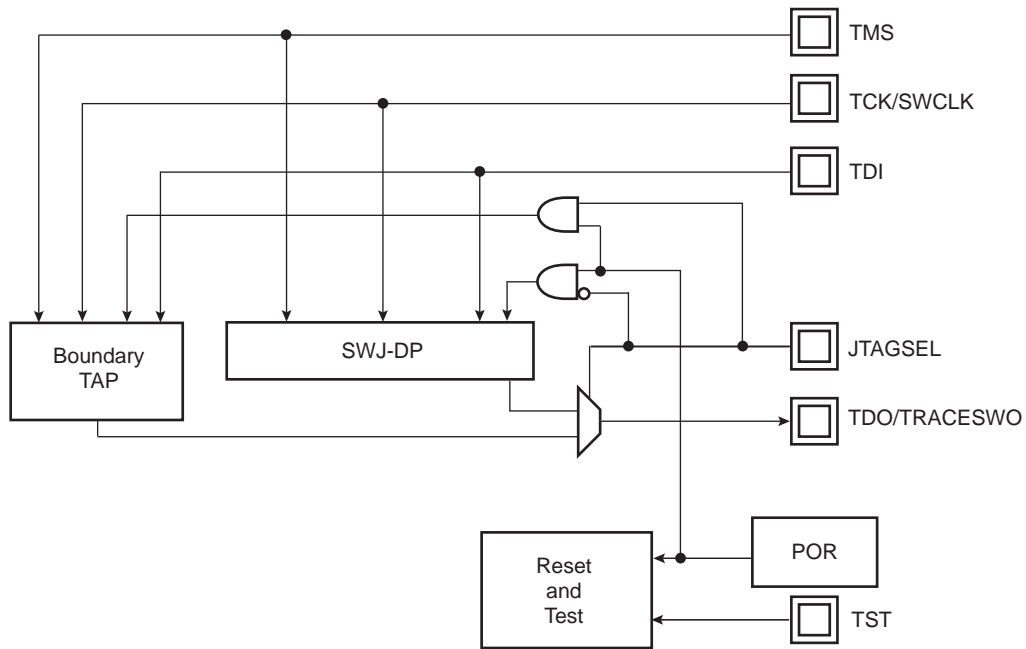 TMS
TCK/SWCLK
TDI
Boundary
TAP
SWJ-DP
JTAGSEL
TDO/TRACESWO
Reset
and
Test
POR
TST